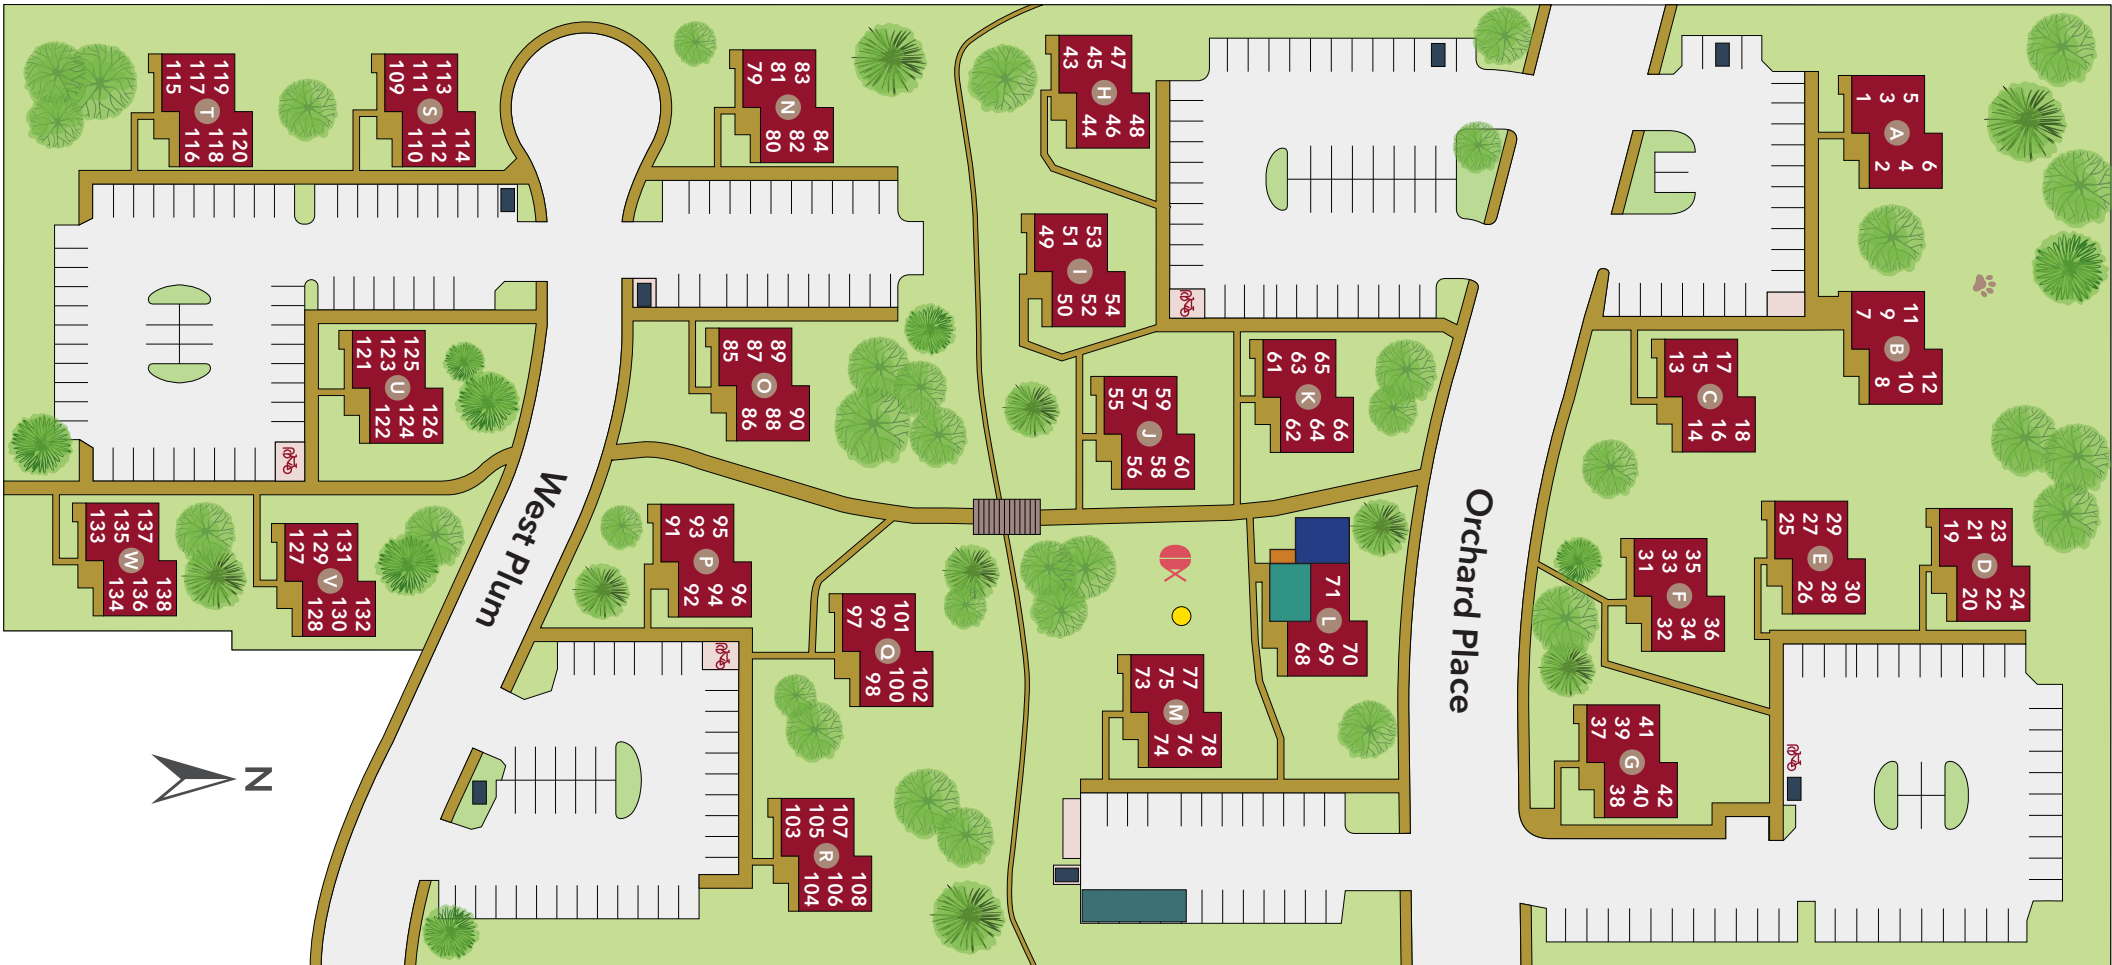 115 117 119
T
116 118 120
109 111 113
S
110 112 114
79 81 83
N
80 82 84
43 45 47
H
44 46 48
1 3 5
A
2 4 6
49 51 53
I
50 52 54
7 9 11
B
8 10 12
121 123 125
U
122 124 126
85 87 89
O
86 88 90
55 57 59
J
56 58 60
61 63 65
K
62 64 66
13 15 17
C
14 16 18
West Plum
Orchard Place
133 135 137
W
134 136 138
127 129 131
V
128 130 132
91 93 95
P
92 94 96
97 99 101
Q
98 100 102
71
L
68 69 70
73 75 77
M
74 76 78
31 33 35
F
32 34 36
25 27 29
E
26 28 30
19 21 23
D
20 22 24
37 39 41
G
38 40 42
103 105 107
R
104 106 108
N